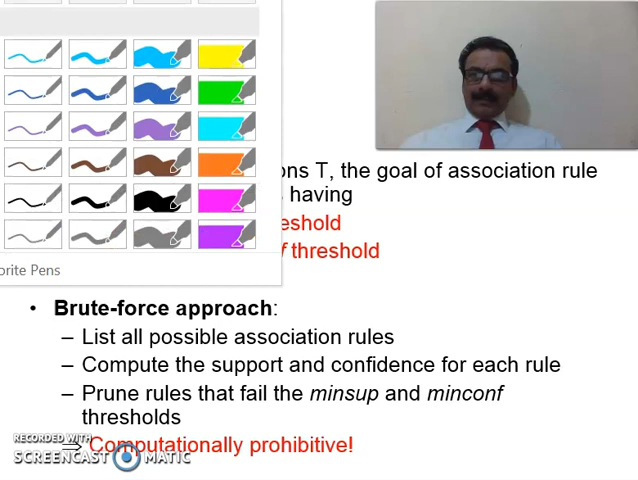 ons T, the goal of association rule
having
eshold
f threshold
orite Pens
• Brute-force approach:
– List all possible association rules
– Compute the support and confidence for each rule
– Prune rules that fail the minsup and minconf
thresholds
⇒ Computationally prohibitive!
RECORDED WITH
SCREENCAST MATIC